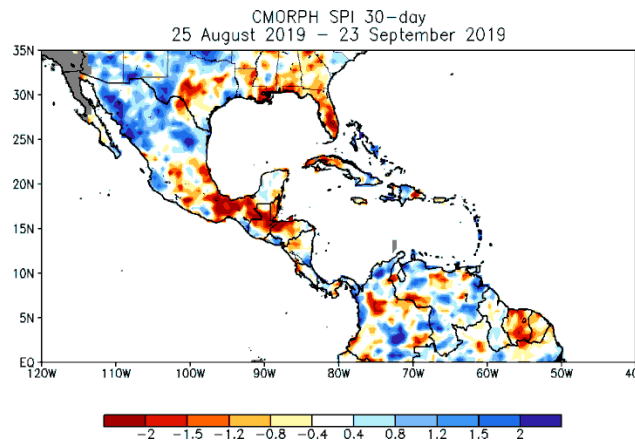 CMORPH SPI 30-day
25 August 2019 - 23 September 2019
35N
30N
25N
20N
15N
10N
5N
EQ
120W 110W 100W 90W 80W 70W 60W 50W 40
-2 -1.5 -1.2 -0.8 -0.4 0.4 0.8 1.2 1.5 2